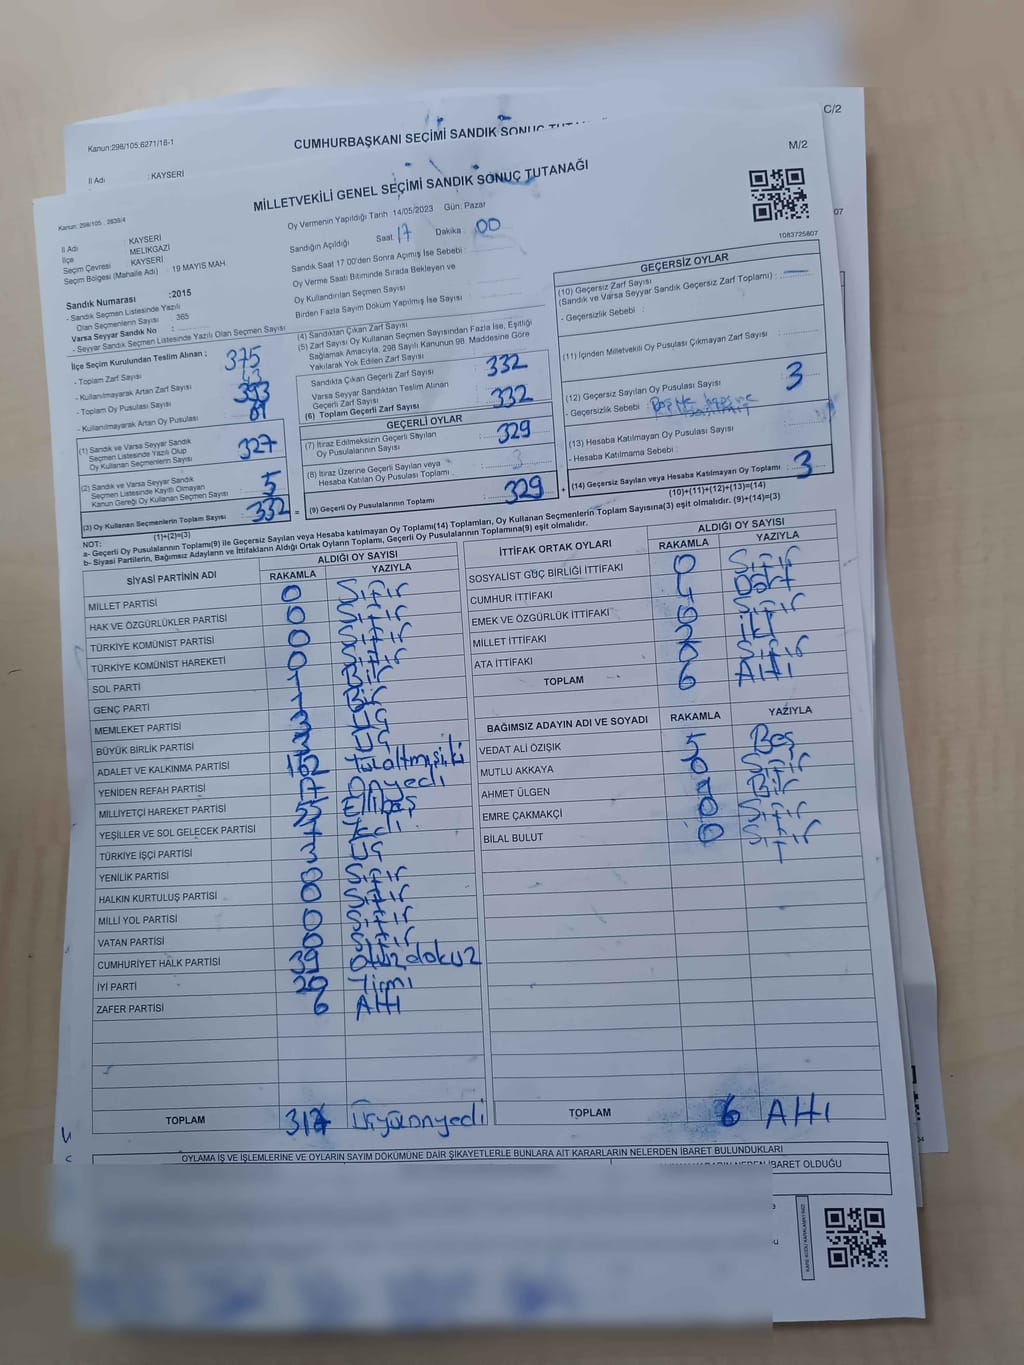 C/2
Kanun:298/105;6271/18-1
CUMHURBAŞKANI SEÇİMİ SANDIK SONUÇ
İl Adı : KAYSERİ
M/2
MİLLETVEKİLİ GENEL SEÇİMİ SANDIK SONUÇ TUTANAĞI
Kanun: 298/105 , 2839/4
Oy Vermenin Yapıldığı Tarih :14/05/2023 Gün: Pazar
07
1083725807
İl Adı : KAYSERİ
İlçe : MELİKGAZİ
Seçim Çevresi : KAYSERİ
Seçim Bölgesi (Mahalle Adı) : 19 MAYIS MAH.
Sandık Numarası :2015
- Sandık Seçmen Listesinde Yazılı
Olan Seçmenlerin Sayısı : 365
Varsa Seyyar Sandık No :
- Seyyar Sandık Seçmen Listesinde Yazılı Olan Seçmen Sayısı :
İlçe Seçim Kurulundan Teslim Alınan ;
- Toplam Zarf Sayısı : 375
- Kullanılmayarak Artan Zarf Sayısı : 43
- Toplam Oy Pusulası Sayısı : 393
- Kullanılmayarak Artan Oy Pusulası : 61
(1) Sandık ve Varsa Seyyar Sandık
Seçmen Listesinde Yazılı Olup
Oy Kullanan Seçmenlerin Sayısı : 327
(2) Sandık ve Varsa Seyyar Sandık
Seçmen Listesinde Kayıtlı Olmayan
Kanun Gereği Oy Kullanan Seçmen Sayısı : 5
(3) Oy Kullanan Seçmenlerin Toplam Sayısı : 332 =
(1)+(2)=(3)
Sandığın Açıldığı Saat : 17 Dakika : 00
Sandık Saat 17:00'den Sonra Açılmış İse Sebebi :
Oy Verme Saati Bitiminde Sırada Bekleyen ve
Oy Kullandırılan Seçmen Sayısı :
Birden Fazla Sayım Döküm Yapılmış İse Sayısı :
(4) Sandıktan Çıkan Zarf Sayısı
(5) Zarf Sayısı Oy Kullanan Seçmen Sayısından Fazla İse, Eşitliği
Sağlamak Amacıyla, 298 Sayılı Kanunun 98. Maddesine Göre
Yakılarak Yok Edilen Zarf Sayısı
Sandıkta Çıkan Geçerli Zarf Sayısı : 332
Varsa Seyyar Sandıktan Teslim Alınan
Geçerli Zarf Sayısı
(6) Toplam Geçerli Zarf Sayısı : 332
GEÇERLİ OYLAR
(7) İtiraz Edilmeksizin Geçerli Sayılan
Oy Pusulalarının Sayısı : 329
(8) İtiraz Üzerine Geçerli Sayılan veya
Hesaba Katılan Oy Pusulası Toplamı :
(9) Geçerli Oy Pusulalarının Toplamı : 329 +
GEÇERSİZ OYLAR
(10) Geçersiz Zarf Sayısı
(Sandık ve Varsa Seyyar Sandık Geçersiz Zarf Toplamı) :
- Geçersizlik Sebebi :
(11) İçinden Milletvekili Oy Pusulası Çıkmayan Zarf Sayısı
(12) Geçersiz Sayılan Oy Pusulası Sayısı : 3
- Geçersizlik Sebebi :
(13) Hesaba Katılmayan Oy Pusulası Sayısı
- Hesaba Katılmama Sebebi :
(14) Geçersiz Sayılan veya Hesaba Katılmayan Oy Toplamı : 3
(10)+(11)+(12)+(13)=(14)
NOT:
a- Geçerli Oy Pusulalarının Toplamı(9) ile Geçersiz Sayılan veya Hesaba katılmayan Oy Toplamı(14) Toplamları, Oy Kullanan Seçmenlerin Toplam Sayısına(3) eşit olmalıdır. (9)+(14)=(3)
b- Siyasi Partilerin, Bağımsız Adayların ve İttifakların Aldığı Ortak Oyların Toplamı, Geçerli Oy Pusulalarının Toplamına(9) eşit olmalıdır.
SİYASİ PARTİNİN ADI ALDIĞI OY SAYISI
RAKAMLA YAZIYLA
MİLLET PARTİSİ 0 Sıfır
HAK VE ÖZGÜRLÜKLER PARTİSİ 0 Sıfır
TÜRKİYE KOMÜNİST PARTİSİ 0 Sıfır
TÜRKİYE KOMÜNİST HAREKETİ 0 Sıfır
SOL PARTİ 1 Bir
GENÇ PARTİ 1 Bir
MEMLEKET PARTİSİ 3 Üç
BÜYÜK BİRLİK PARTİSİ 3 Üç
ADALET VE KALKINMA PARTİSİ 162 Yüzaltmışiki
YENİDEN REFAH PARTİSİ 17 Onyedi
MİLLİYETÇİ HAREKET PARTİSİ 55 Ellibeş
YEŞİLLER VE SOL GELECEK PARTİSİ 7 Yedi
TÜRKİYE İŞÇİ PARTİSİ 3 Üç
YENİLİK PARTİSİ 0 Sıfır
HALKIN KURTULUŞ PARTİSİ 0 Sıfır
MİLLİ YOL PARTİSİ 0 Sıfır
VATAN PARTİSİ 0 Sıfır
CUMHURİYET HALK PARTİSİ 39 Otuzdokuz
İYİ PARTİ 20 Yirmi
ZAFER PARTİSİ 6 Altı
TOPLAM 317 Üçyüzonyedi
İTTİFAK ORTAK OYLARI ALDIĞI OY SAYISI
RAKAMLA YAZIYLA
SOSYALİST GÜÇ BİRLİĞİ İTTİFAKI 0 Sıfır
CUMHUR İTTİFAKI 4 Dört
EMEK VE ÖZGÜRLÜK İTTİFAKI 0 Sıfır
MİLLET İTTİFAKI 2 İki
ATA İTTİFAKI 0 Sıfır
TOPLAM 6 Altı
BAĞIMSIZ ADAYIN ADI VE SOYADI RAKAMLA YAZIYLA
VEDAT ALİ ÖZIŞIK 5 Beş
MUTLU AKKAYA 0 Sıfır
AHMET ÜLGEN 1 Bir
EMRE ÇAKMAKÇİ 0 Sıfır
BİLAL BULUT 0 Sıfır
TOPLAM 6 Altı
OYLAMA İŞ VE İŞLEMLERİNE VE OYLARIN SAYIM DÖKÜMÜNE DAİR ŞİKAYETLERLE BUNLARA AİT KARARLARIN NELERDEN İBARET BULUNDUKLARI
İBARET OLDUĞU
04